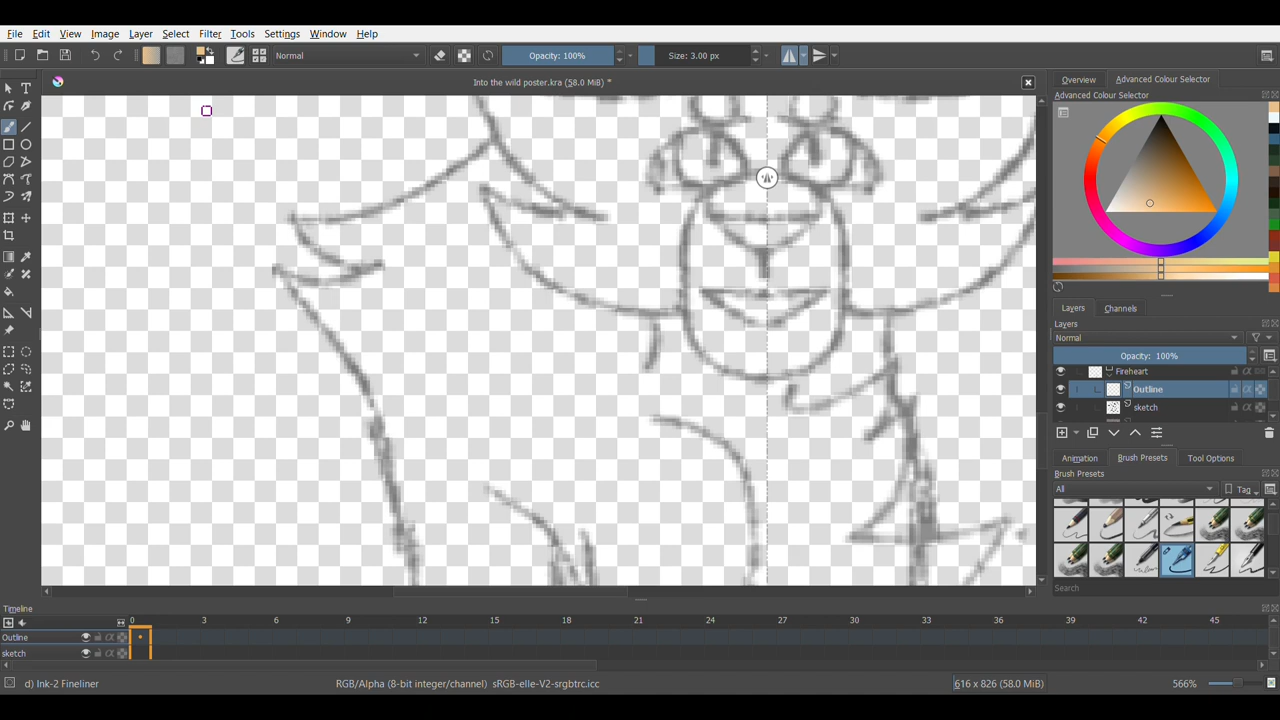 File Edit View Image Layer Select Filter Tools Settings Window Help
Normal Opacity: 100% Size: 3.00 px
Into the wild poster.kra (58.0 MiB) *
Overview Advanced Colour Selector
Advanced Colour Selector
Layers Channels
Layers
Normal
Opacity: 100%
Fireheart
Outline
sketch
Animation Brush Presets Tool Options
Brush Presets
All Tag
Search
Timeline
0 3 6 9 12 15 18 21 24 27 30 33 36 39 42 45
Outline
sketch
d) Ink-2 Fineliner RGB/Alpha (8-bit integer/channel) sRGB-elle-V2-srgbtrc.icc 616 x 826 (58.0 MiB) 566%